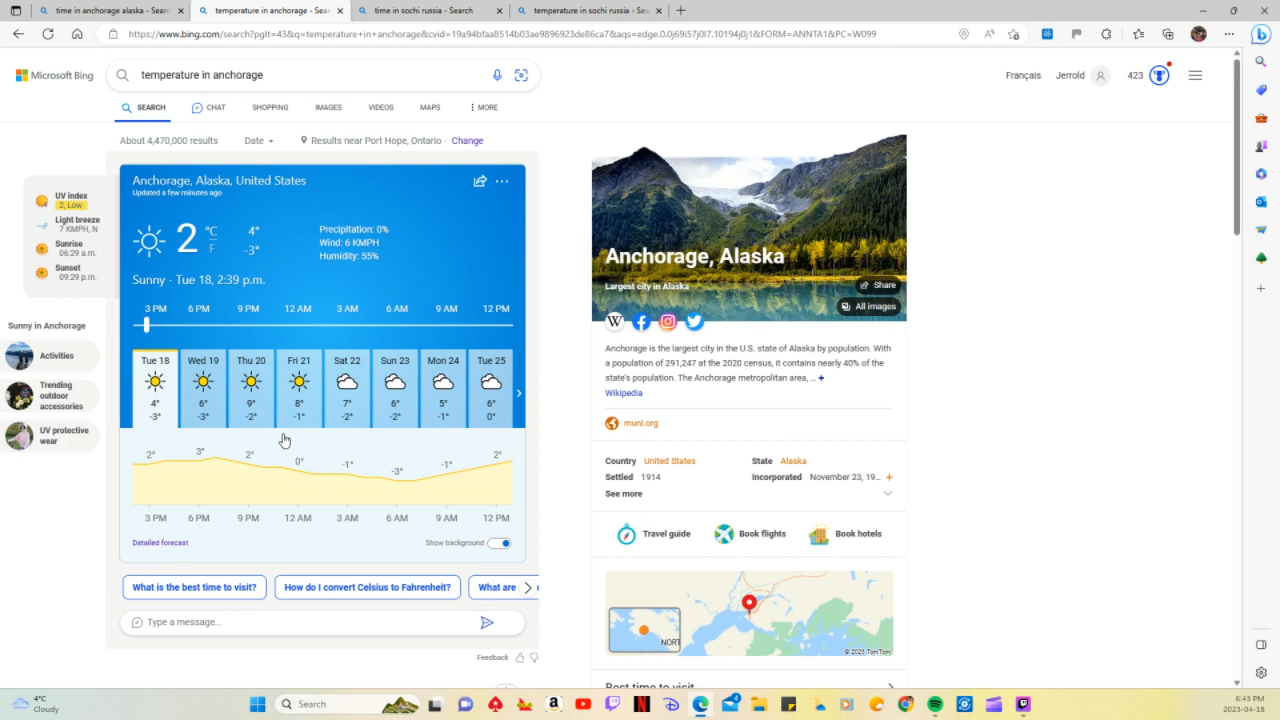 time in anchorage alaska - Search
temperature in anchorage - Sear
time in sochi russia - Search
temperature in sochi russia - Sea
https://www.bing.com/search?pglt=43&q=temperature+in+anchorage&cvid=19a94bfaa8514b03ae9896923de86ca7&aqs=edge.0.0j69i57j0l7.10194j0j1&FORM=ANNTA1&PC=W099
Microsoft Bing
temperature in anchorage
Français
Jerrold
423
SEARCH
CHAT
SHOPPING
IMAGES
VIDEOS
MAPS
MORE
About 4,470,000 results
Date
Results near Port Hope, Ontario ·
Change
UV index
2, Low
Light breeze
7 KMPH, N
Sunrise
06:29 a.m.
Sunset
09:29 p.m.
Sunny in Anchorage
Activities
Trending
outdoor
accessories
UV protective
wear
Anchorage, Alaska, United States
Updated a few minutes ago
2 °C
F
4°
-3°
Precipitation: 0%
Wind: 6 KMPH
Humidity: 55%
Sunny · Tue 18, 2:39 p.m.
3 PM 6 PM 9 PM 12 AM 3 AM 6 AM 9 AM 12 PM
Tue 18 Wed 19 Thu 20 Fri 21 Sat 22 Sun 23 Mon 24 Tue 25
4° 6° 9° 8° 7° 6° 5° 6°
-3° -3° -2° -1° -2° -2° -1° 0°
2° 3° 2° 0° -1° -3° -1° 2°
3 PM 6 PM 9 PM 12 AM 3 AM 6 AM 9 AM 12 PM
Detailed forecast
Show background
What is the best time to visit?
How do I convert Celsius to Fahrenheit?
What are
Type a message...
Feedback
Anchorage, Alaska
Largest city in Alaska
Share
All images
W
Anchorage is the largest city in the U.S. state of Alaska by population. With
a population of 291,247 at the 2020 census, it contains nearly 40% of the
state's population. The Anchorage metropolitan area, ... +
Wikipedia
muni.org
Country United States
State Alaska
Settled 1914
Incorporated November 23, 19...
See more
Travel guide
Book flights
Book hotels
NORT
© 2023 TomTom
Best time to visit
4°C
Cloudy
Search
6:43 PM
2023-04-18